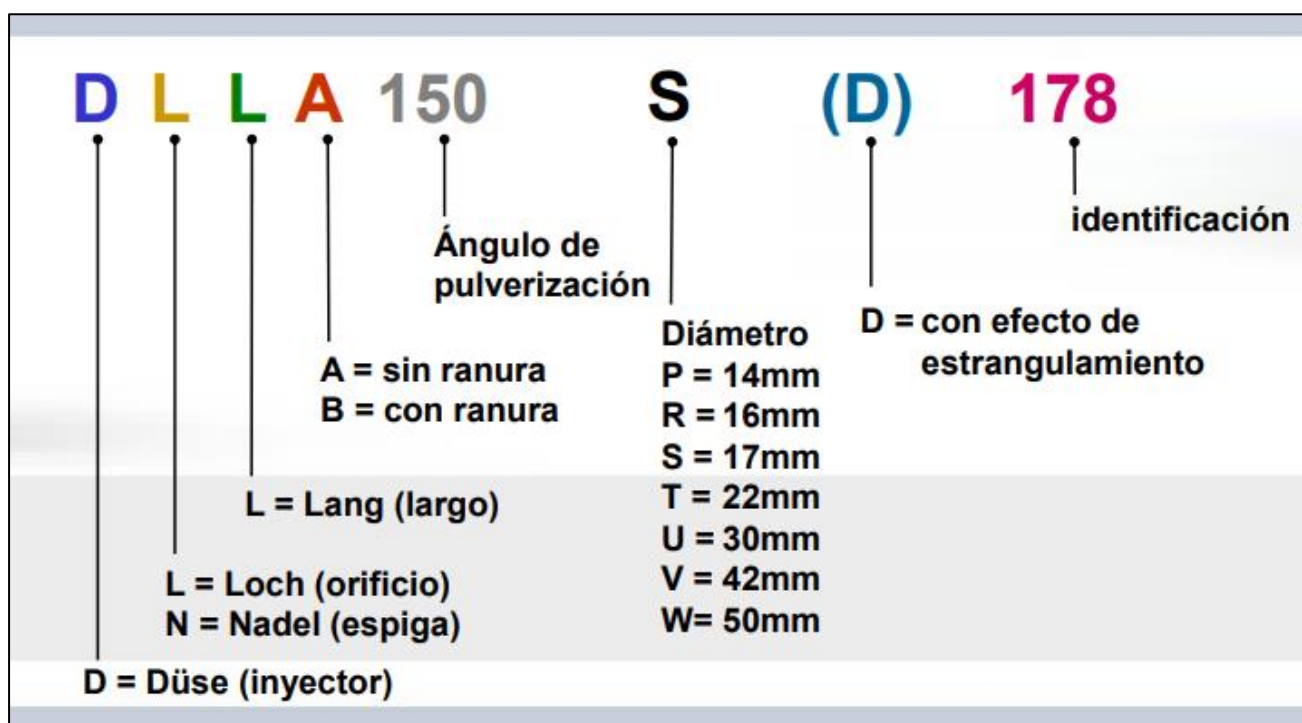 D L L A 150 S (D) 178
identificación
Ángulo de
pulverización
Diámetro
P = 14mm
R = 16mm
S = 17mm
T = 22mm
U = 30mm
V = 42mm
W= 50mm
D = con efecto de
estrangulamiento
A = sin ranura
B = con ranura
L = Lang (largo)
L = Loch (orificio)
N = Nadel (espiga)
D = Düse (inyector)